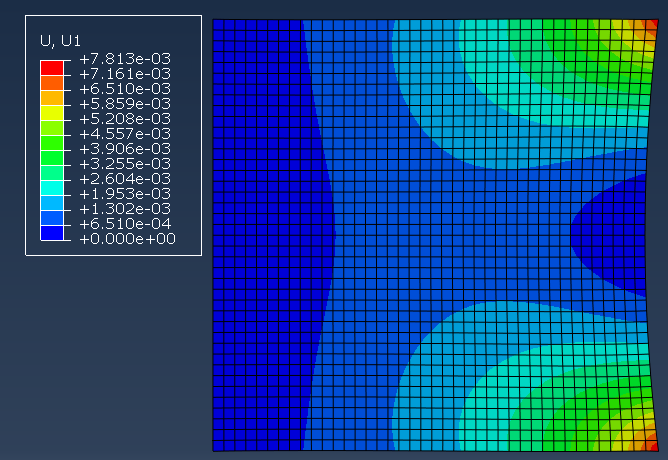 U, U1
+7.813e-03
+7.161e-03
+6.510e-03
+5.859e-03
+5.208e-03
+4.557e-03
+3.906e-03
+3.255e-03
+2.604e-03
+1.953e-03
+1.302e-03
+6.510e-04
+0.000e+00